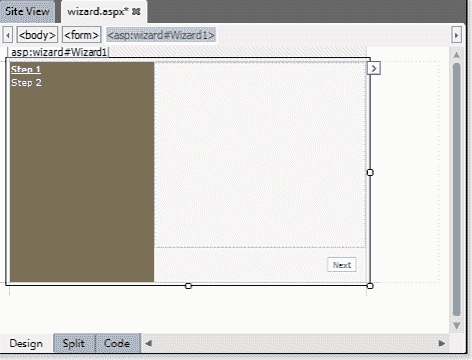 Site View wizard.aspx*
<body> <form> <asp:wizard#Wizard1>
asp:wizard#Wizard1
Step 1
Step 2
Next
Design Split Code